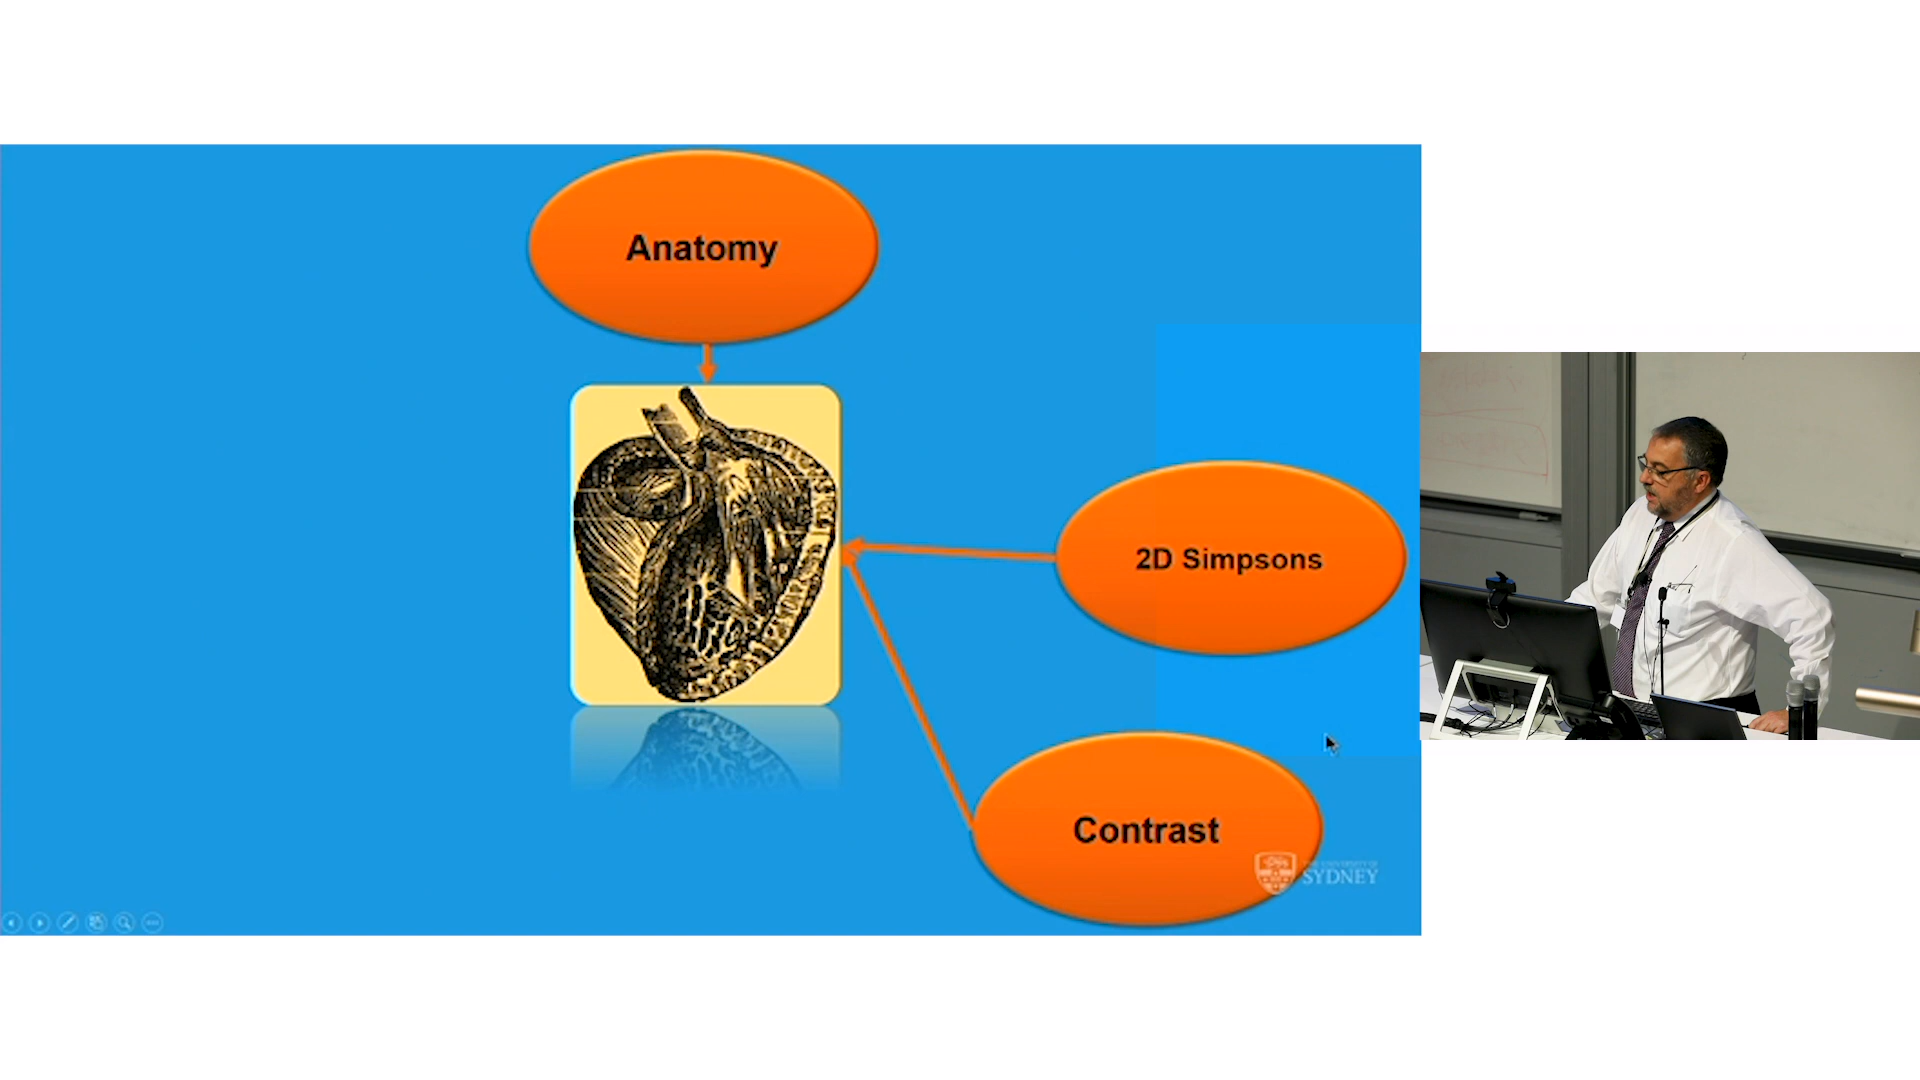 Anatomy
2D Simpsons
Contrast
THE UNIVERSITY OF
SYDNEY